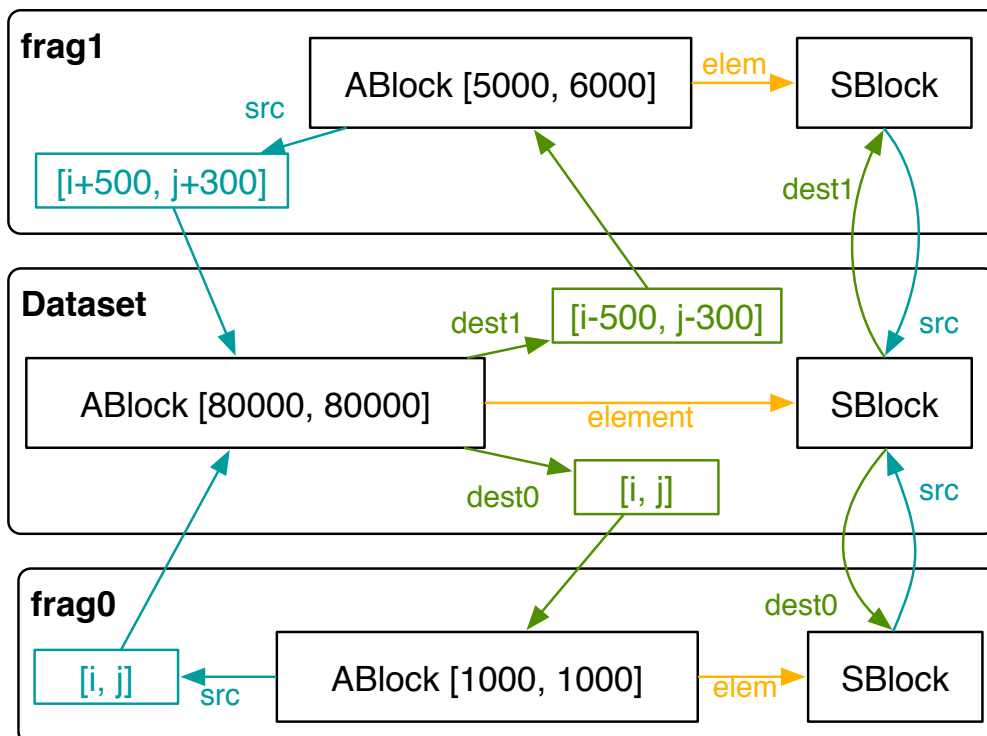 frag1
ABlock [5000, 6000]
elem
SBlock
src
[i+500, j+300]
dest1
Dataset
dest1
[i-500, j-300]
src
ABlock [80000, 80000]
element
SBlock
dest0
[i, j]
src
frag0
dest0
[i, j]
src
ABlock [1000, 1000]
elem
SBlock